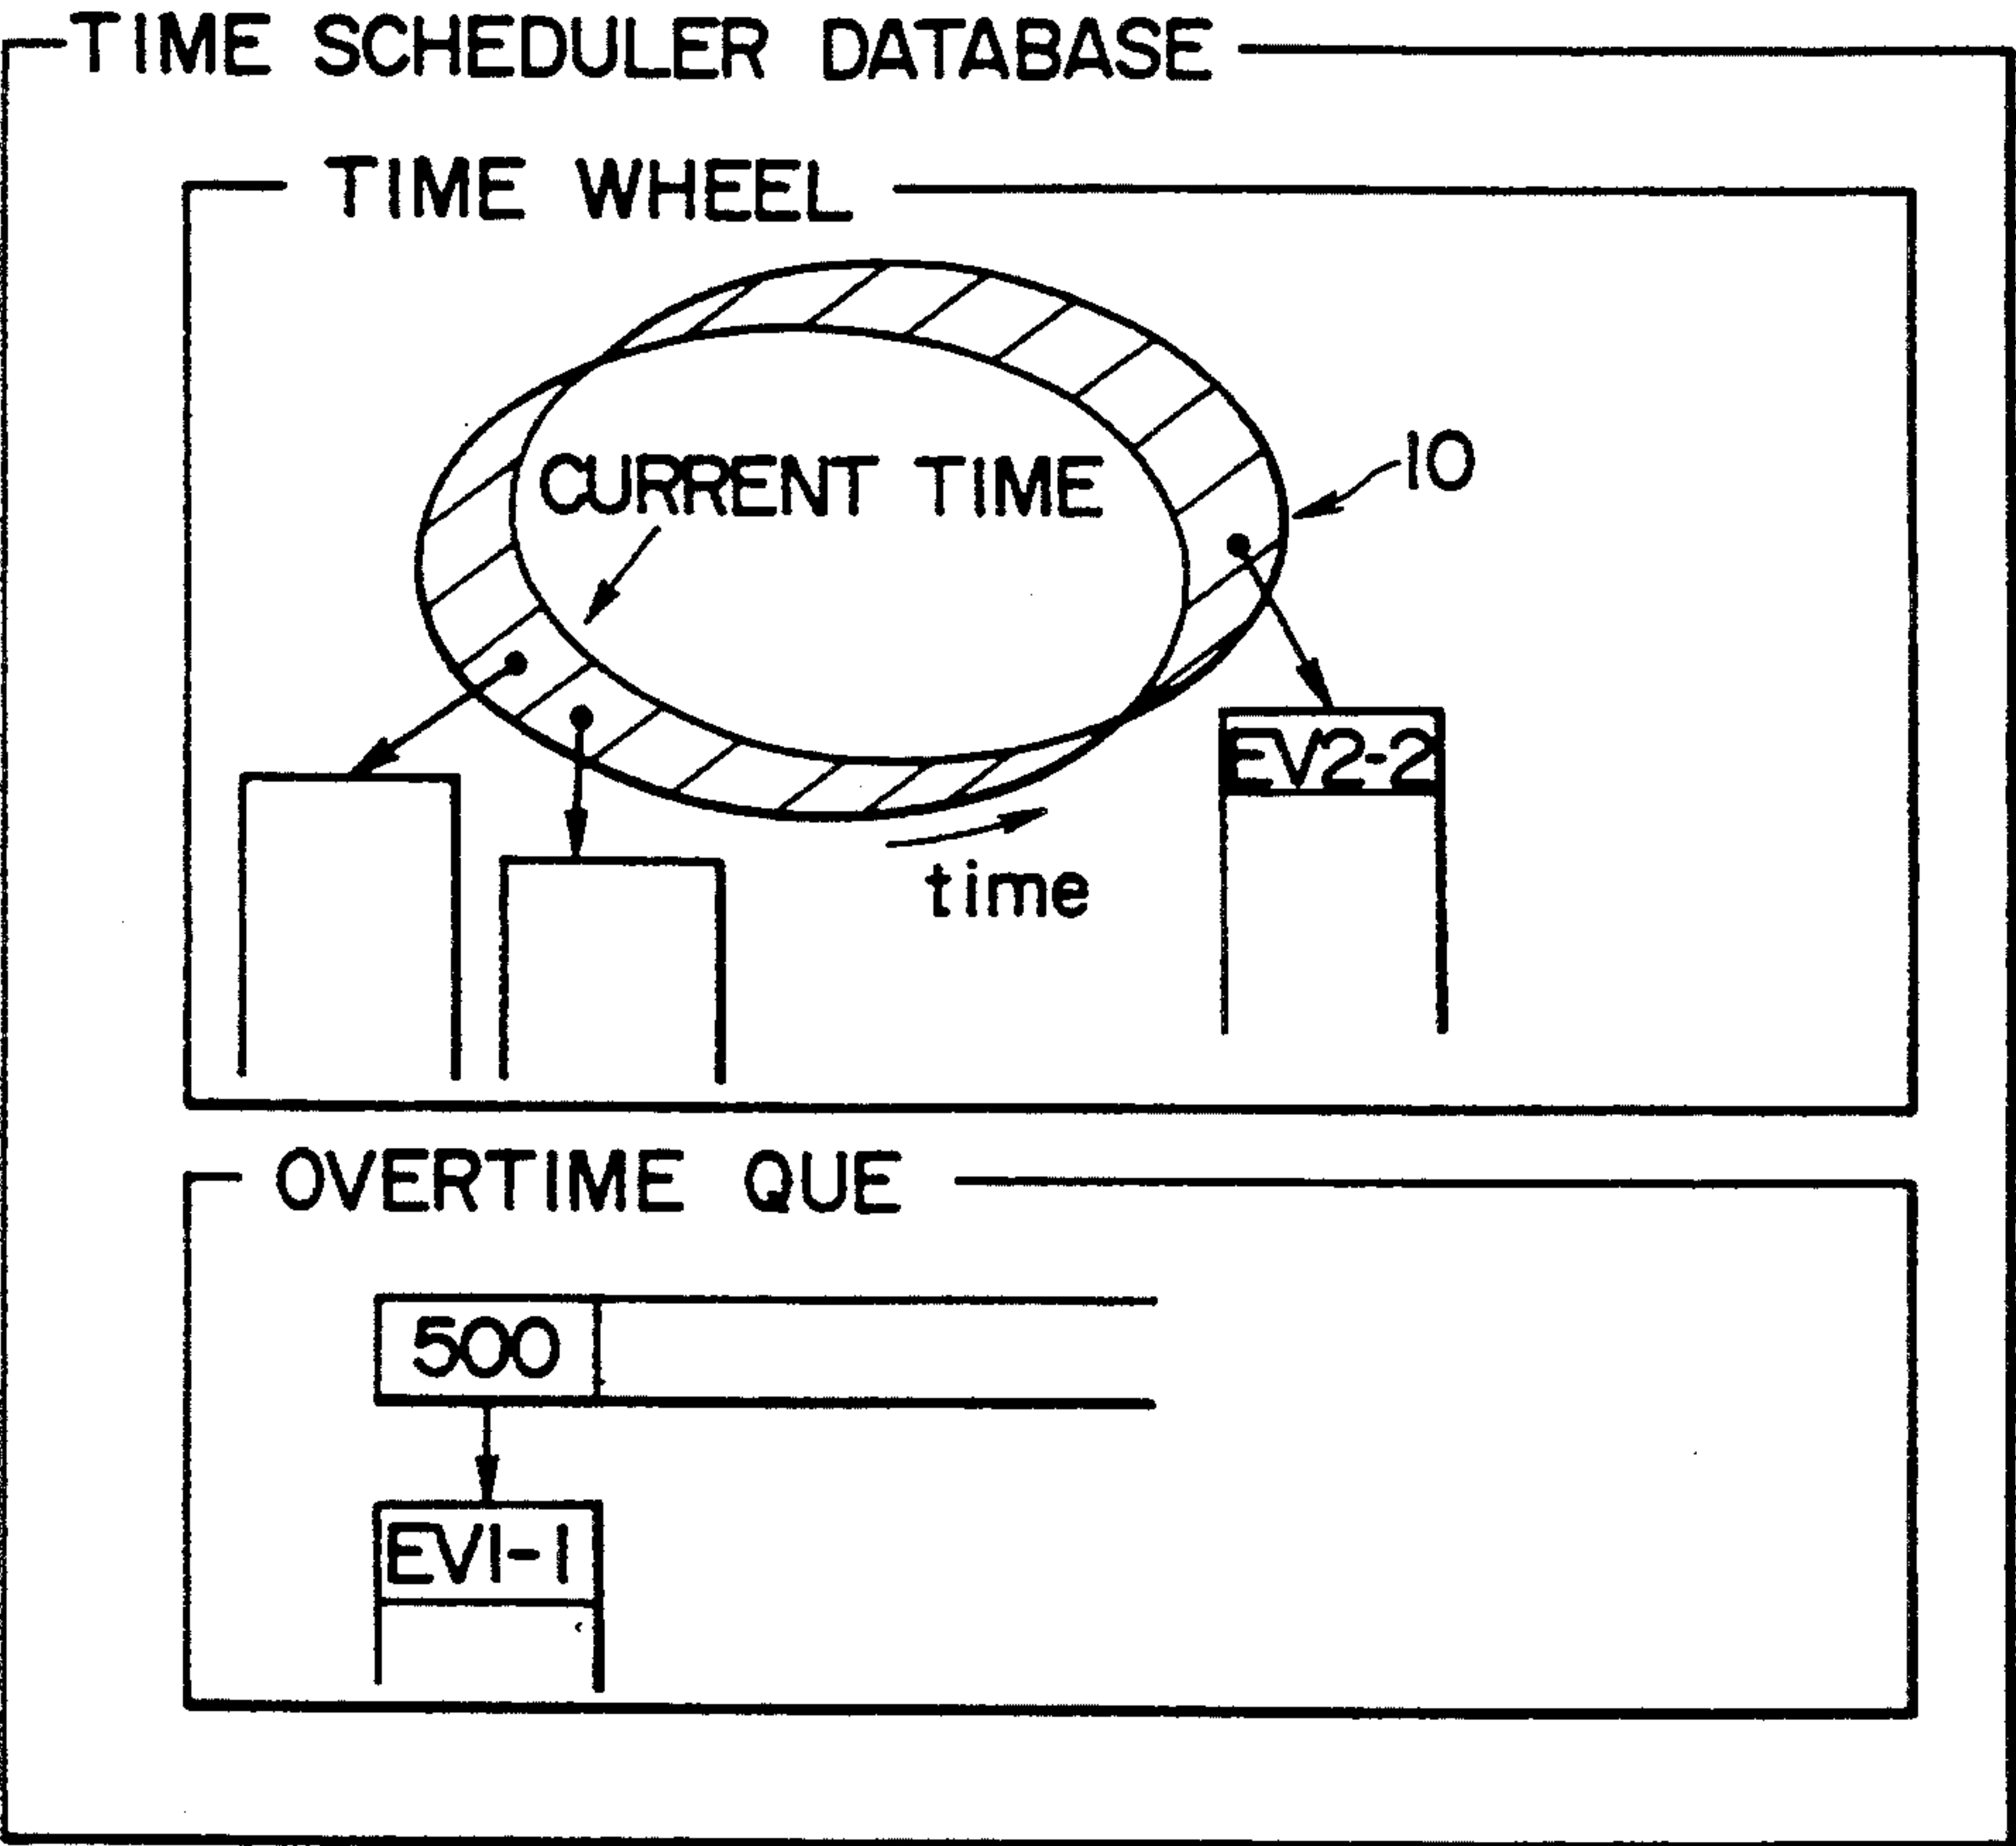 TIME SCHEDULER DATABASE
TIME WHEEL
CURRENT TIME
10
EV2-2
time
OVERTIME QUE
500
EV1-1